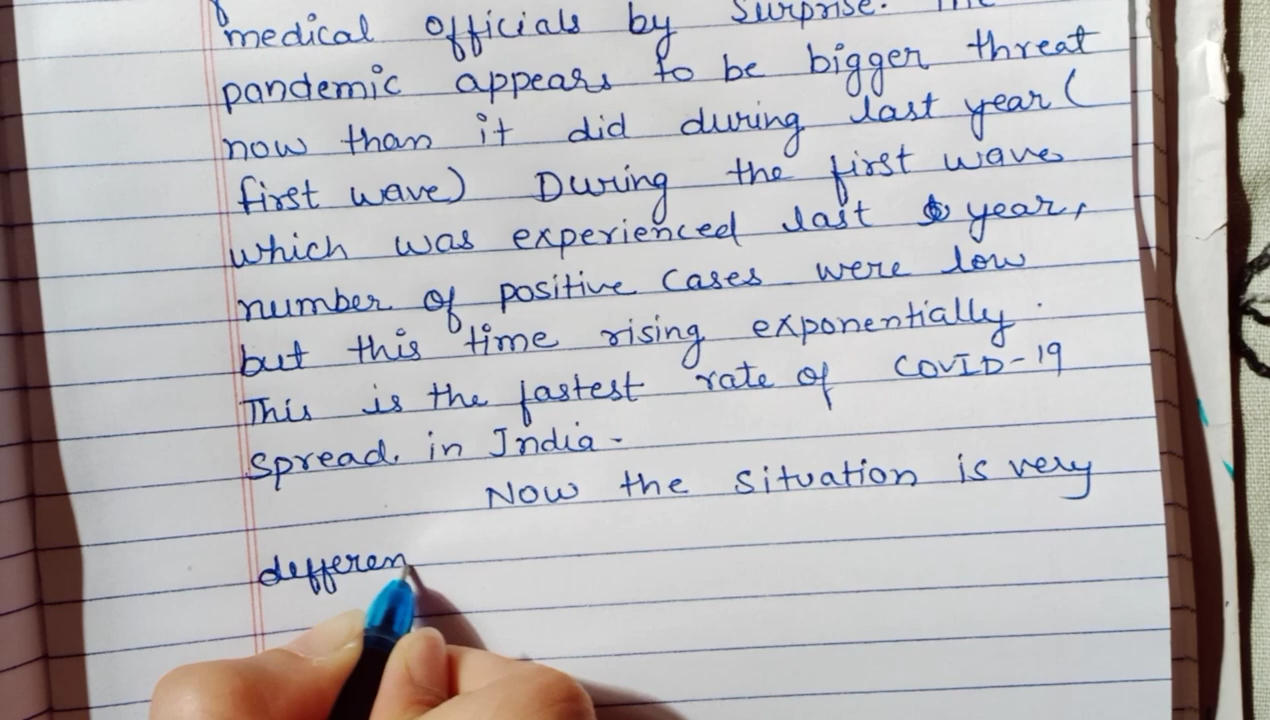 medical officials by surprise. The
pandemic appears to be bigger threat
now than it did during last year (
first wave) During the first wave
which was experienced last year,
number of positive cases were low
but this time rising exponentially.
This is the fastest rate of COVID-19
spread in India.
Now the situation is very
defferen